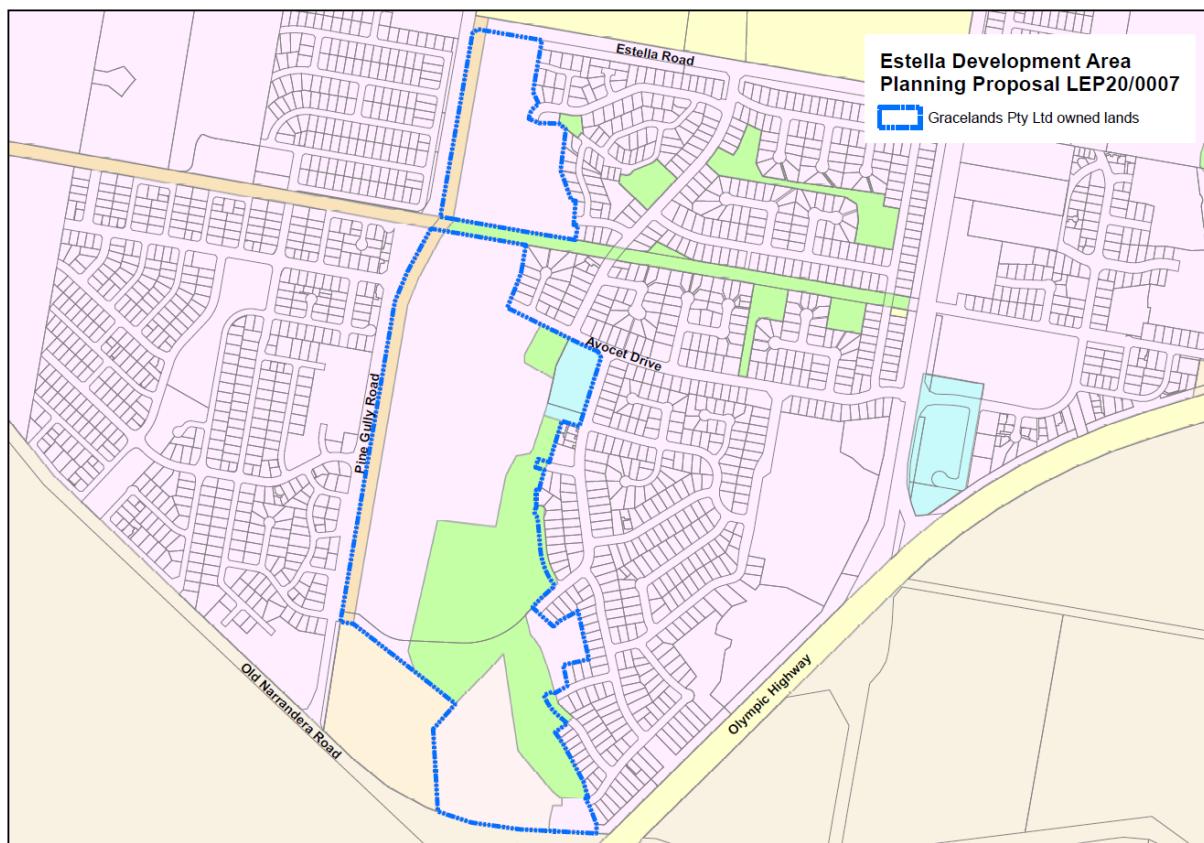 Estella Road
Estella Development Area
Planning Proposal LEP20/0007
Gracelands Pty Ltd owned lands
Avocet Drive
Pine Gully Road
Old Narrandera Road
Olympic Highway